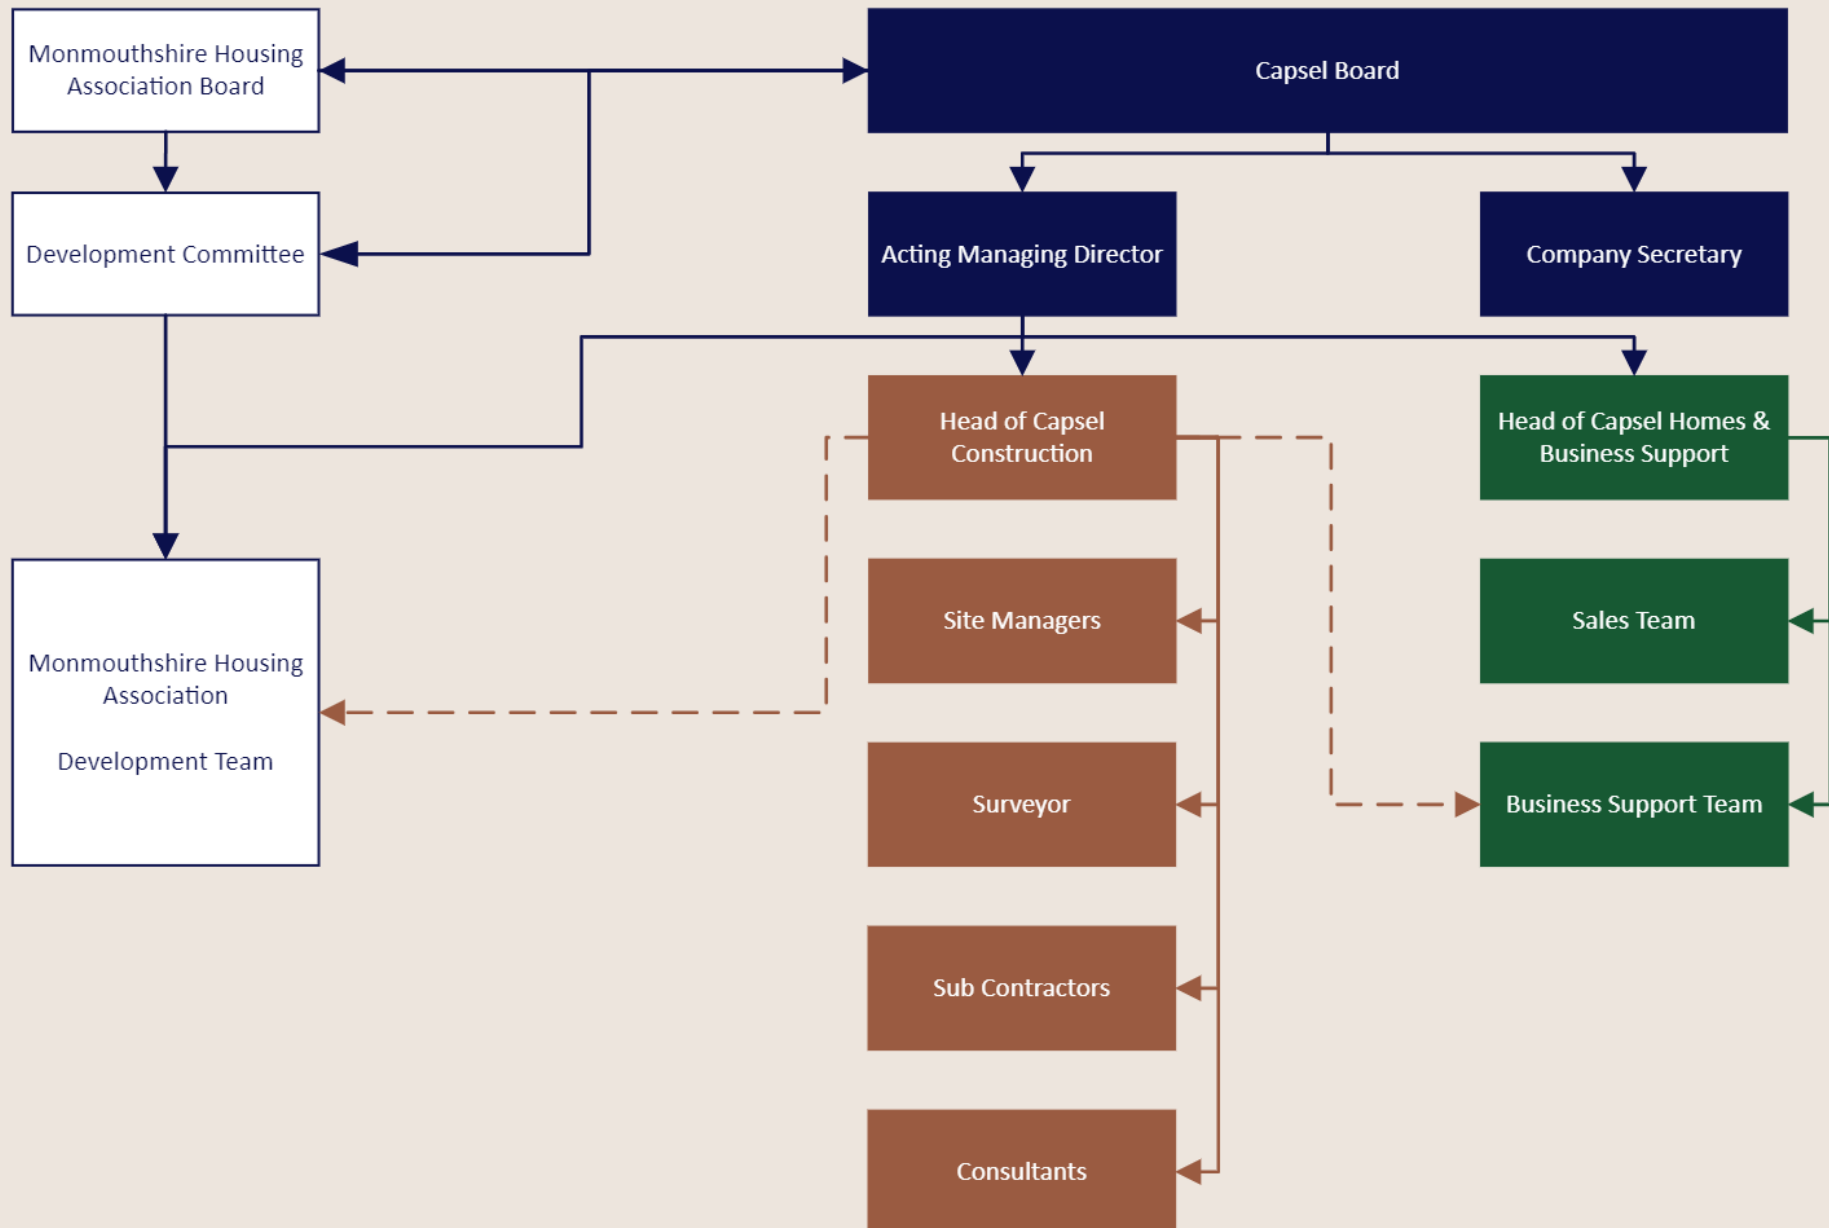 Monmouthshire Housing
Association Board
Capsel Board
Development Committee
Acting Managing Director
Company Secretary
Head of Capsel
Construction
Head of Capsel Homes &
Business Support
Monmouthshire Housing
Association
Development Team
Site Managers
Sales Team
Surveyor
Business Support Team
Sub Contractors
Consultants